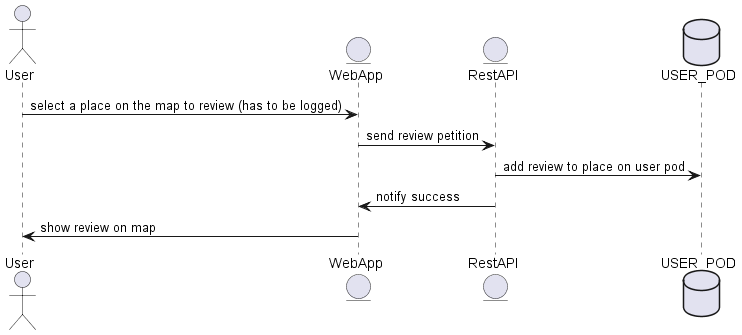 User
WebApp
RestAPI
USER_POD
select a place on the map to review (has to be logged)
send review petition
add review to place on user pod
notify success
show review on map
User
WebApp
RestAPI
USER_POD